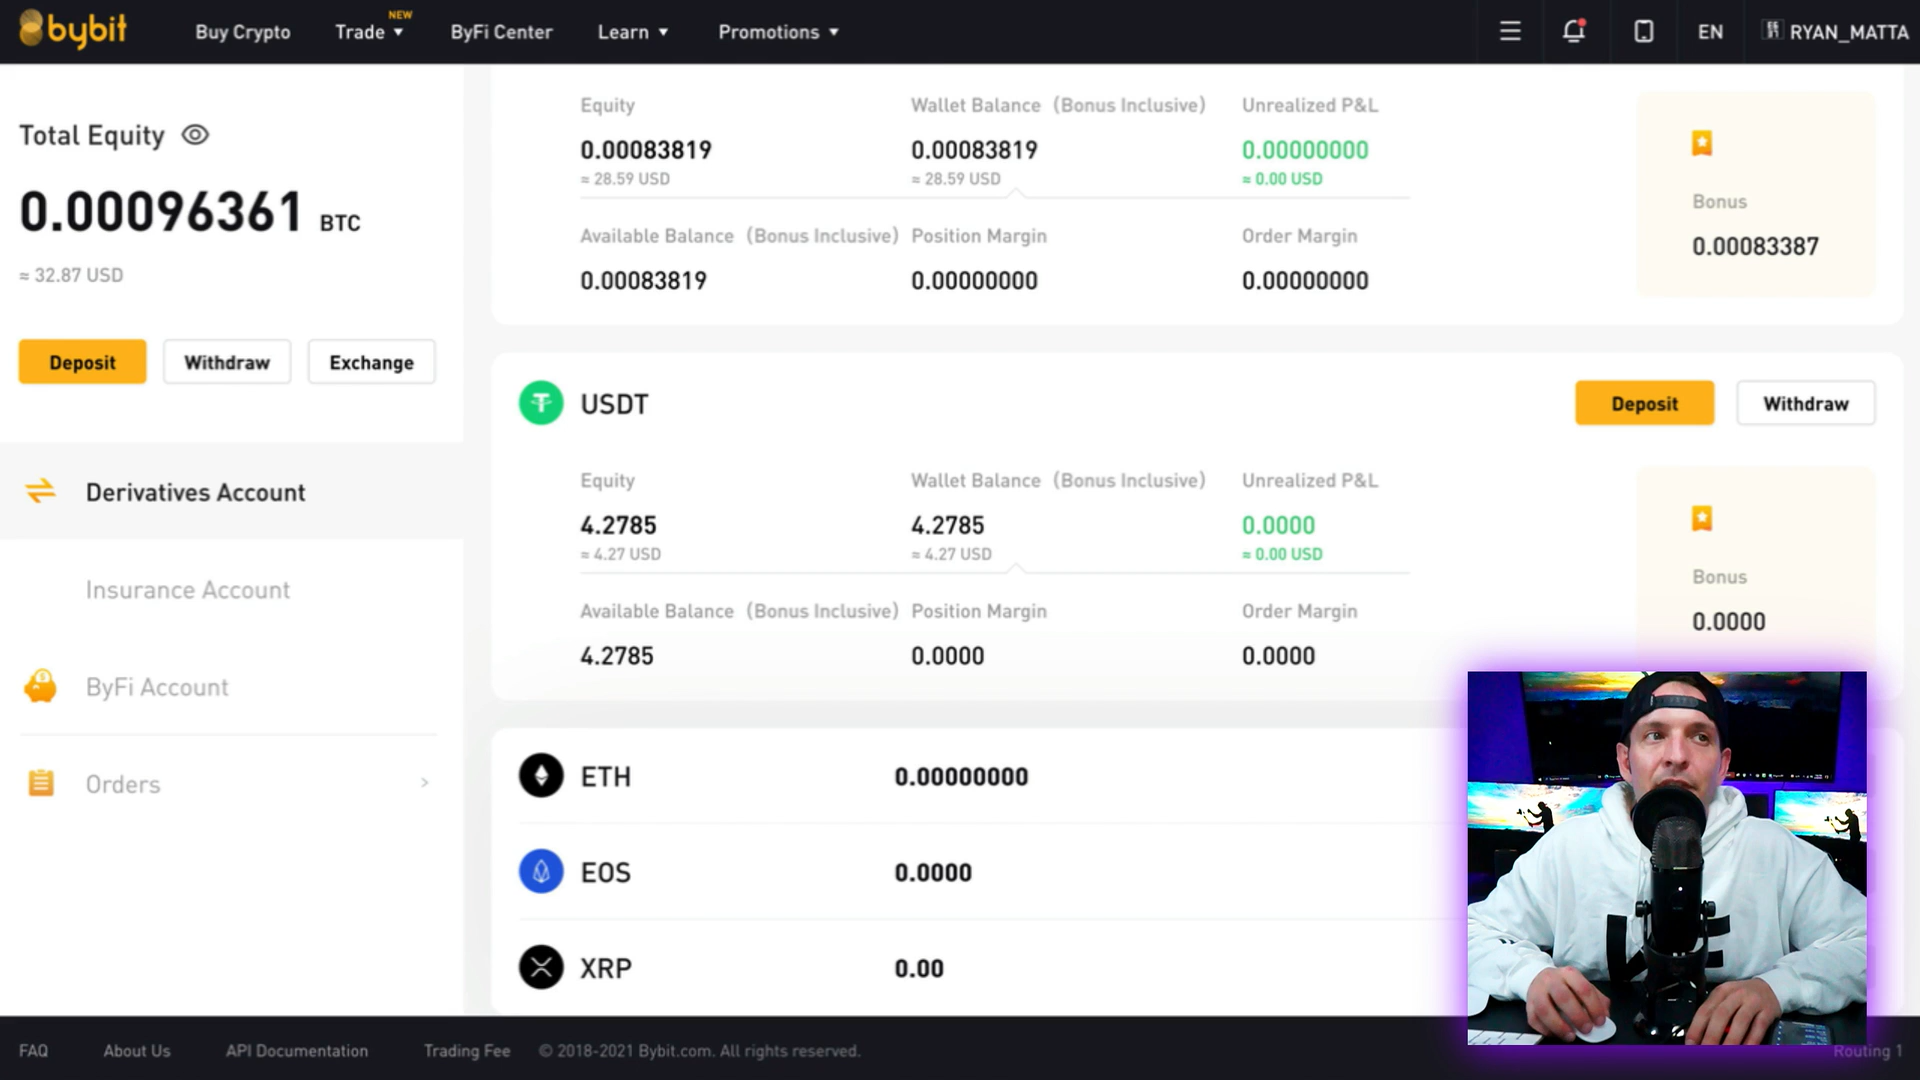 bybit
Buy Crypto
Trade
NEW
ByFi Center
Learn
Promotions
EN
RYAN_MATTA
Total Equity
0.00096361 BTC
≈ 32.87 USD
Deposit
Withdraw
Exchange
Derivatives Account
Insurance Account
ByFi Account
Orders
Equity
Wallet Balance (Bonus Inclusive)
Unrealized P&L
0.00083819
0.00083819
0.00000000
≈ 28.59 USD
≈ 28.59 USD
≈ 0.00 USD
Available Balance (Bonus Inclusive)
Position Margin
Order Margin
0.00083819
0.00000000
0.00000000
Bonus
0.00083387
USDT
Deposit
Withdraw
Equity
Wallet Balance (Bonus Inclusive)
Unrealized P&L
4.2785
4.2785
0.0000
≈ 4.27 USD
≈ 4.27 USD
≈ 0.00 USD
Available Balance (Bonus Inclusive)
Position Margin
Order Margin
4.2785
0.0000
0.0000
Bonus
0.0000
ETH
0.00000000
EOS
0.0000
XRP
0.00
FAQ
About Us
API Documentation
Trading Fee
© 2018-2021 Bybit.com. All rights reserved.
Routing 1